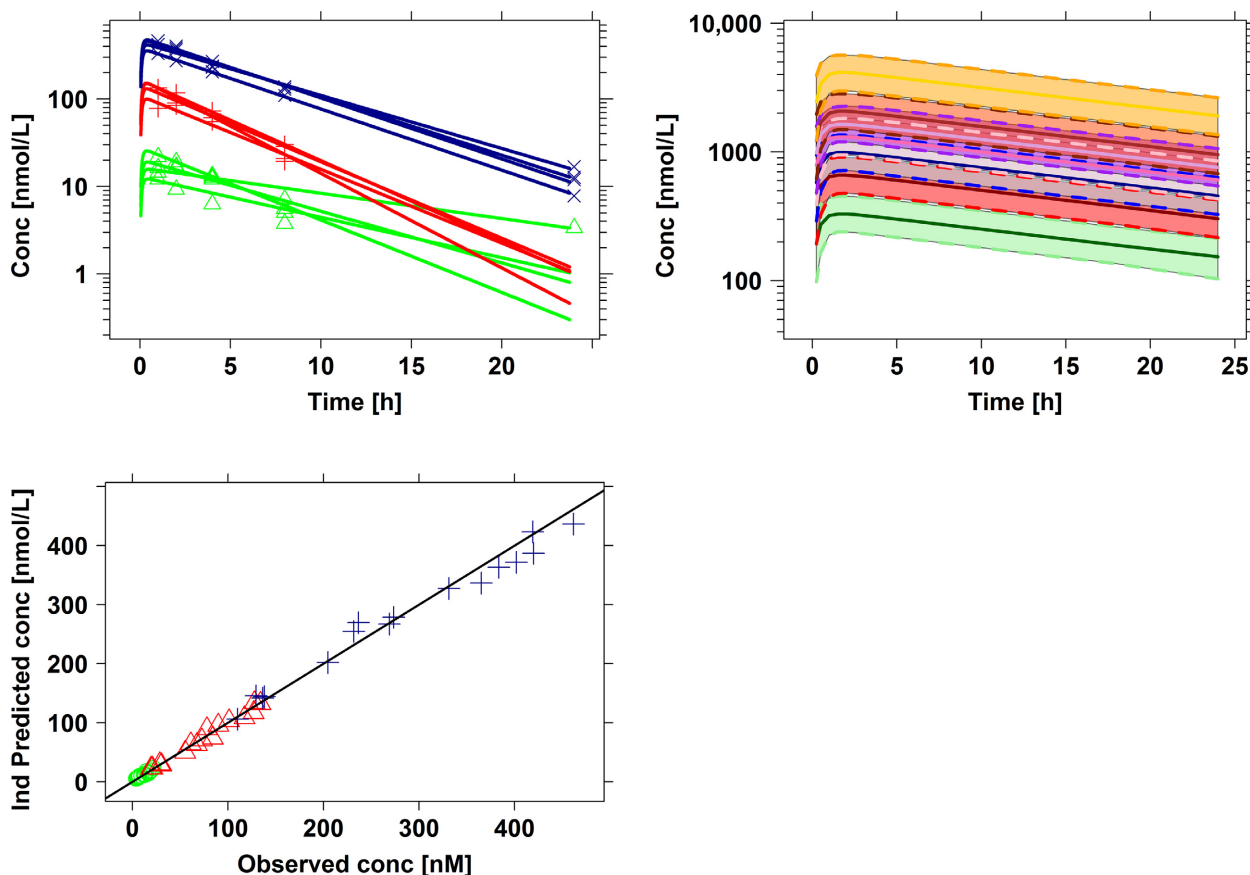 Conc [nmol/L]
100
10
1
0 5 10 15 20
Time [h]
Conc [nmol/L]
10,000
1000
100
0 5 10 15 20 25
Time [h]
Ind Predicted conc [nmol/L]
400
300
200
100
0
0 100 200 300 400
Observed conc [nM]